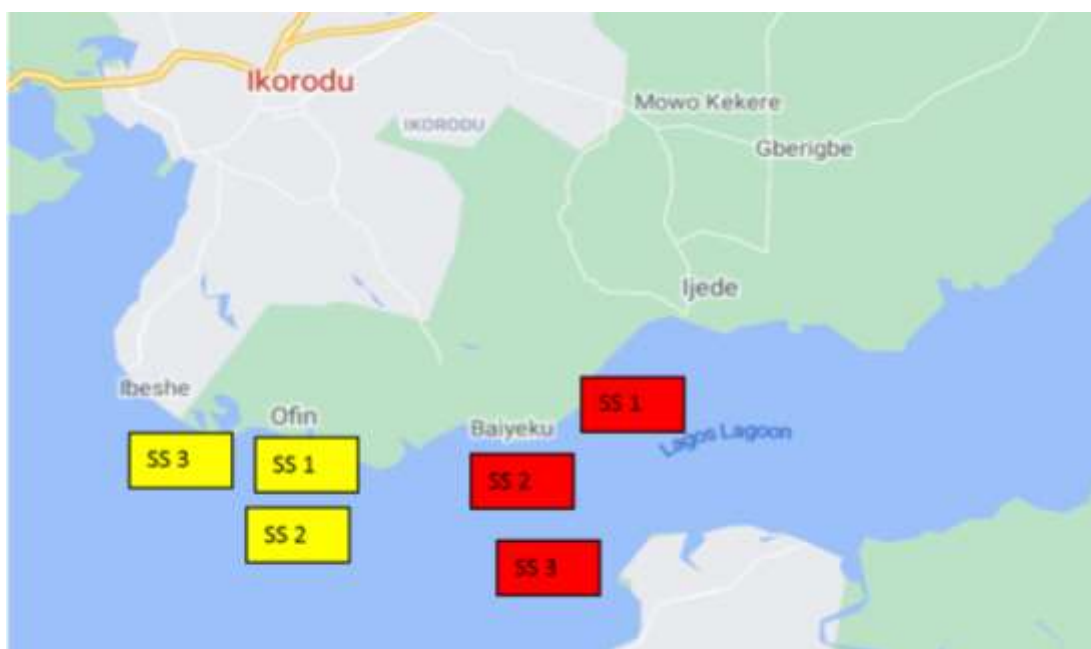 Ikorodu
Mowo Kekere
IKORODU
Gberigbe
Ijede
Ibeshe
Ofin
SS 1
Baiyeku
Lagos Lagoon
SS 3
SS 1
SS 2
SS 2
SS 3